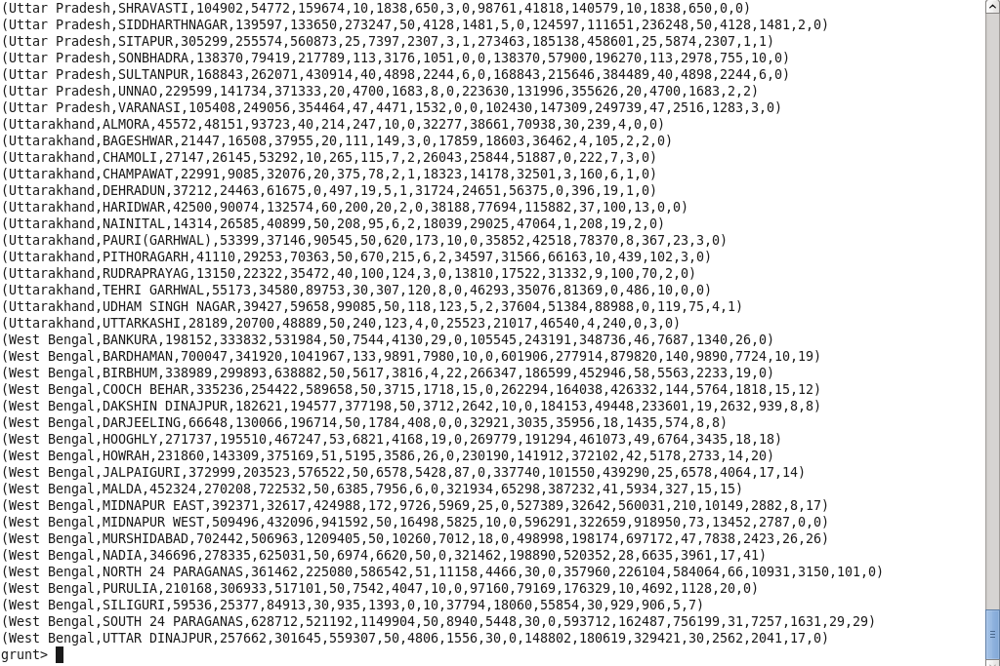 (Uttar Pradesh,SHRAVASTI,104902,54772,159674,10,1838,650,3,0,98761,41818,140579,10,1838,650,0,0)
(Uttar Pradesh,SIDDHARTHNAGAR,139597,133650,273247,50,4128,1481,5,0,124597,111651,236248,50,4128,1481,2,0)
(Uttar Pradesh,SITAPUR,305299,255574,560873,25,7397,2307,3,1,273463,185138,458601,25,5874,2307,1,1)
(Uttar Pradesh,SONBHADRA,138370,79419,217789,113,3176,1051,0,0,138370,57900,196270,113,2978,755,10,0)
(Uttar Pradesh,SULTANPUR,168843,262071,430914,40,4898,2244,6,0,168843,215646,384489,40,4898,2244,6,0)
(Uttar Pradesh,UNNAO,229599,141734,371333,20,4700,1683,8,0,223630,131996,355626,20,4700,1683,2,2)
(Uttar Pradesh,VARANASI,105408,249056,354464,47,4471,1532,0,0,102430,147309,249739,47,2516,1283,3,0)
(Uttarakhand,ALMORA,45572,48151,93723,40,214,247,10,0,32277,38661,70938,30,239,4,0,0)
(Uttarakhand,BAGESHWAR,21447,16508,37955,20,111,149,3,0,17859,18603,36462,4,105,2,2,0)
(Uttarakhand,CHAMOLI,27147,26145,53292,10,265,115,7,2,26043,25844,51887,0,222,7,3,0)
(Uttarakhand,CHAMPAWAT,22991,9085,32076,20,375,78,2,1,18323,14178,32501,3,160,6,1,0)
(Uttarakhand,DEHRADUN,37212,24463,61675,0,497,19,5,1,31724,24651,56375,0,396,19,1,0)
(Uttarakhand,HARIDWAR,42500,90074,132574,60,200,20,2,0,38188,77694,115882,37,100,13,0,0)
(Uttarakhand,NAINITAL,14314,26585,40899,50,208,95,6,2,18039,29025,47064,1,208,19,2,0)
(Uttarakhand,PAURI(GARHWAL),53399,37146,90545,50,620,173,10,0,35852,42518,78370,8,367,23,3,0)
(Uttarakhand,PITHORAGARH,41110,29253,70363,50,670,215,6,2,34597,31566,66163,10,439,102,3,0)
(Uttarakhand,RUDRAPRAYAG,13150,22322,35472,40,100,124,3,0,13810,17522,31332,9,100,70,2,0)
(Uttarakhand,TEHRI GARHWAL,55173,34580,89753,30,307,120,8,0,46293,35076,81369,0,486,10,0,0)
(Uttarakhand,UDHAM SINGH NAGAR,39427,59658,99085,50,118,123,5,2,37604,51384,88988,0,119,75,4,1)
(Uttarakhand,UTTARKASHI,28189,20700,48889,50,240,123,4,0,25523,21017,46540,4,240,0,3,0)
(West Bengal,BANKURA,198152,333832,531984,50,7544,4130,29,0,105545,243191,348736,46,7687,1340,26,0)
(West Bengal,BARDHAMAN,700047,341920,1041967,133,9891,7980,10,0,601906,277914,879820,140,9890,7724,10,19)
(West Bengal,BIRBHUM,338989,299893,638882,50,5617,3816,4,22,266347,186599,452946,58,5563,2233,19,0)
(West Bengal,COOCH BEHAR,335236,254422,589658,50,3715,1718,15,0,262294,164038,426332,144,5764,1818,15,12)
(West Bengal,DAKSHIN DINAJPUR,182621,194577,377198,50,3712,2642,10,0,184153,49448,233601,19,2632,939,8,8)
(West Bengal,DARJEELING,66648,130066,196714,50,1784,408,0,0,32921,3035,35956,18,1435,574,8,8)
(West Bengal,HOOGHLY,271737,195510,467247,53,6821,4168,19,0,269779,191294,461073,49,6764,3435,18,18)
(West Bengal,HOWRAH,231860,143309,375169,51,5195,3586,26,0,230190,141912,372102,42,5178,2733,14,20)
(West Bengal,JALPAIGURI,372999,203523,576522,50,6578,5428,87,0,337740,101550,439290,25,6578,4064,17,14)
(West Bengal,MALDA,452324,270208,722532,50,6385,7956,6,0,321934,65298,387232,41,5934,327,15,15)
(West Bengal,MIDNAPUR EAST,392371,32617,424988,172,9726,5969,25,0,527389,32642,560031,210,10149,2882,8,17)
(West Bengal,MIDNAPUR WEST,509496,432096,941592,50,16498,5825,10,0,596291,322659,918950,73,13452,2787,0,0)
(West Bengal,MURSHIDABAD,702442,506963,1209405,50,10260,7012,18,0,498998,198174,697172,47,7838,2423,26,26)
(West Bengal,NADIA,346696,278335,625031,50,6974,6620,50,0,321462,198890,520352,28,6635,3961,17,41)
(West Bengal,NORTH 24 PARAGANAS,361462,225080,586542,51,11158,4466,30,0,357960,226104,584064,66,10931,3150,101,0)
(West Bengal,PURULIA,210168,306933,517101,50,7542,4047,10,0,97160,79169,176329,10,4692,1128,20,0)
(West Bengal,SILIGURI,59536,25377,84913,30,935,1393,0,10,37794,18060,55854,30,929,906,5,7)
(West Bengal,SOUTH 24 PARAGANAS,628712,521192,1149904,50,8940,5448,30,0,593712,162487,756199,31,7257,1631,29,29)
(West Bengal,UTTAR DINAJPUR,257662,301645,559307,50,4806,1556,30,0,148802,180619,329421,30,2562,2041,17,0)
grunt>